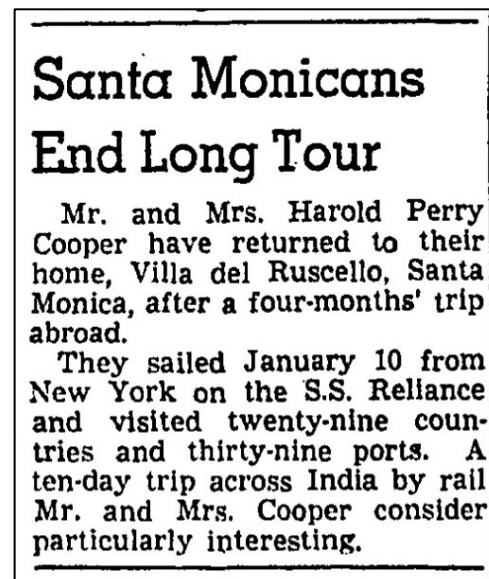 Santa Monicans
End Long Tour
Mr. and Mrs. Harold Perry
Cooper have returned to their
home, Villa del Ruscello, Santa
Monica, after a four-months' trip
abroad.
They sailed January 10 from
New York on the S.S. Reliance
and visited twenty-nine coun-
tries and thirty-nine ports. A
ten-day trip across India by rail
Mr. and Mrs. Cooper consider
particularly interesting.